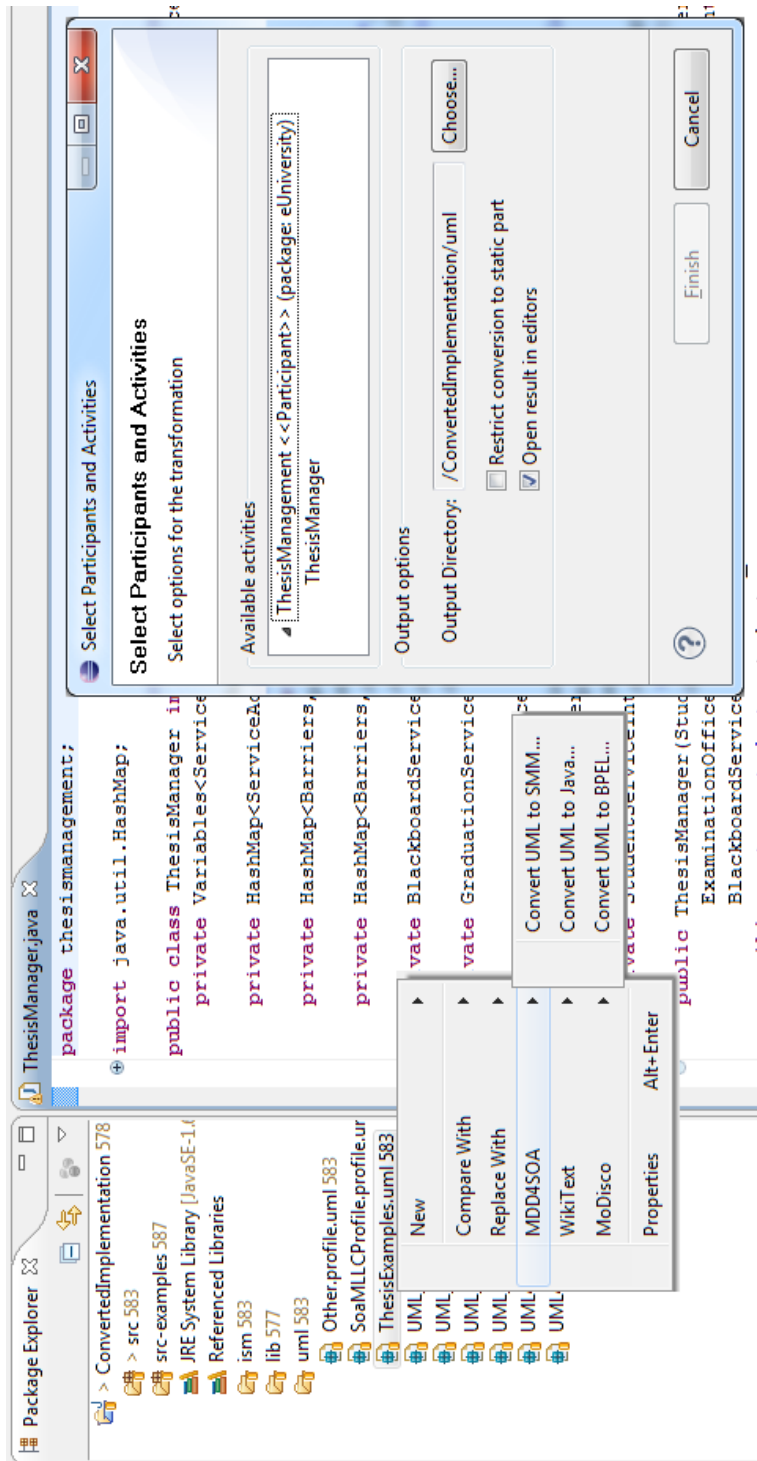 Package Explorer
> ConvertedImplementation 578
> src 583
src-examples 587
JRE System Library [JavaSE-1.6
Referenced Libraries
ism 583
lib 577
uml 583
Other.profile.uml 583
SoaMLLCProfile.profile.ur
ThesisExamples.uml 583
UML
UML
UML
UML
UML
UML
New
Compare With
Replace With
MDD4SOA
WikiText
MoDisco
Properties Alt+Enter
Convert UML to SMM...
Convert UML to Java...
Convert UML to BPEL...
ThesisManager.java
package thesismanagement;
import java.util.HashMap;
public class ThesisManager in
private Variables<Service
private HashMap<ServiceAc
private HashMap<Barriers,
private HashMap<Barriers,
vate BlackboardService
vate GraduationService
vate StudentServiceInt
public ThesisManager(Stud
ExaminationOffice
BlackboardService
Select Participants and Activities
Select Participants and Activities
Select options for the transformation
Available activities
ThesisManagement <<Participant>> (package: eUniversity)
ThesisManager
Output options
Output Directory: /ConvertedImplementation/uml Choose...
Restrict conversion to static part
Open result in editors
? Finish Cancel